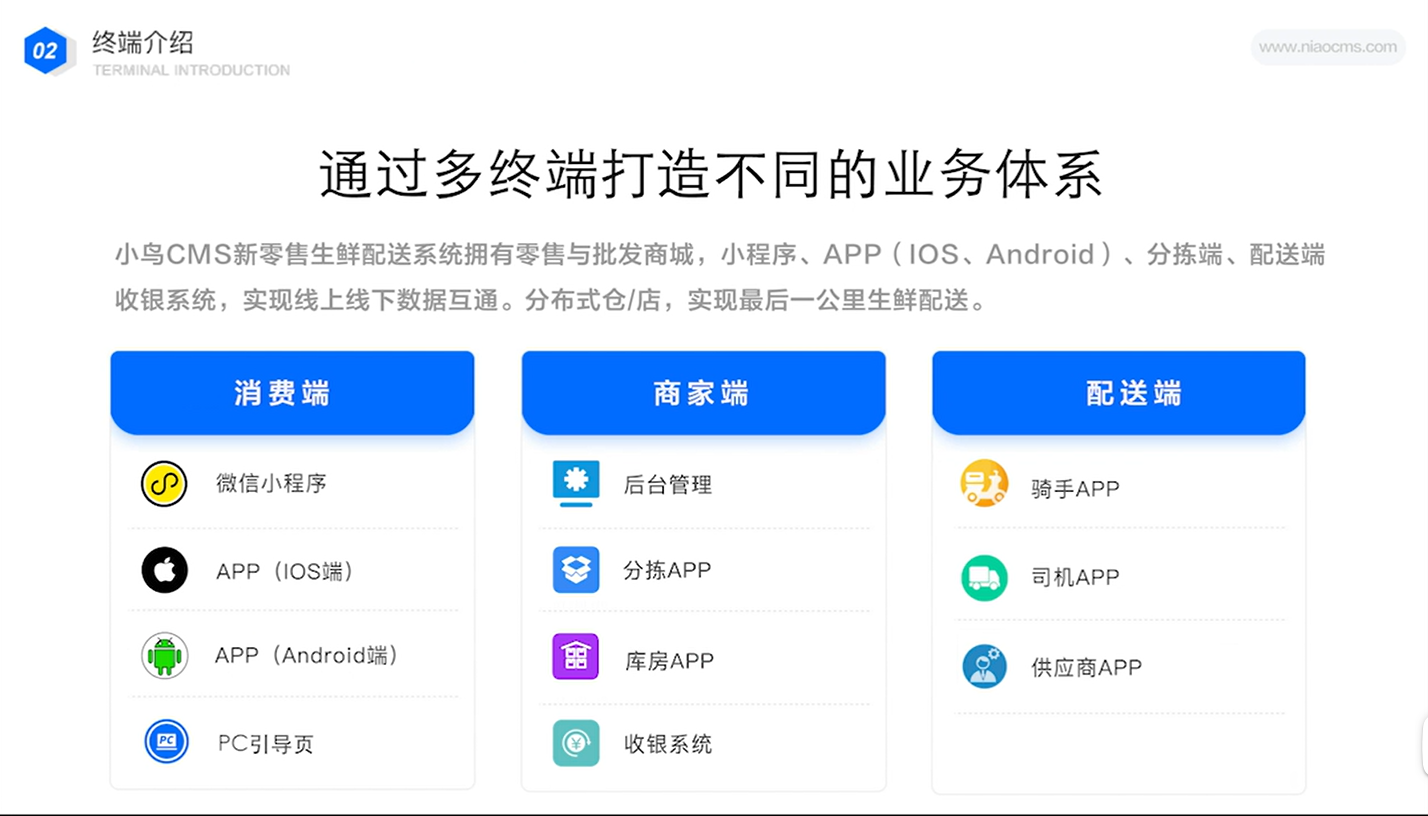 02
终端介绍
TERMINAL INTRODUCTION
www.niaocms.com
通过多终端打造不同的业务体系
小鸟CMS新零售生鲜配送系统拥有零售与批发商城，小程序、APP（IOS、Android）、分拣端、配送端
收银系统，实现线上线下数据互通。分布式仓/店，实现最后一公里生鲜配送。
消费端
微信小程序
APP（IOS端）
APP（Android端）
PC
PC引导页
商家端
后台管理
分拣APP
库房APP
¥
收银系统
配送端
骑手APP
司机APP
供应商APP